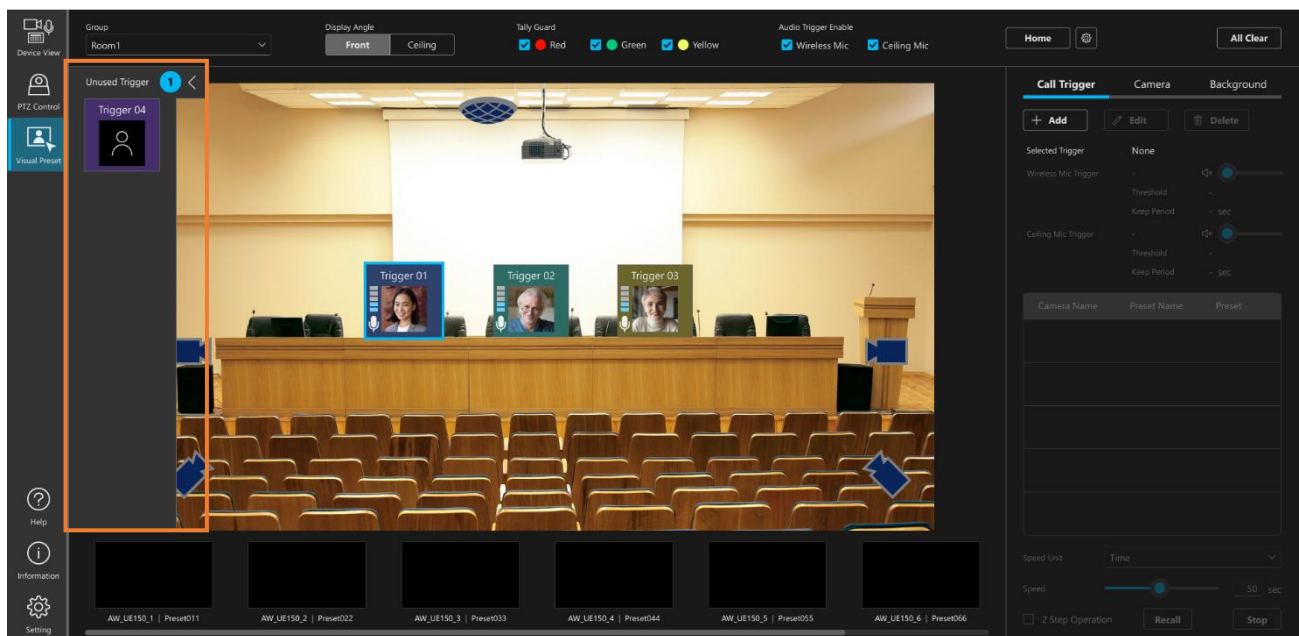 Device View
PTZ Control
Visual Preset
Help
Information
Setting
Group
Room1
Display Angle
Front Ceiling
Tally Guard
Red Green Yellow
Audio Trigger Enable
Wireless Mic Ceiling Mic
Home
All Clear
Unused Trigger 1
Trigger 04
Trigger 01
Trigger 02
Trigger 03
AW_UE150_1 | Preset011
AW_UE150_2 | Preset022
AW_UE150_3 | Preset033
AW_UE150_4 | Preset044
AW_UE150_5 | Preset055
AW_UE150_6 | Preset066
Call Trigger Camera Background
+ Add Edit Delete
Selected Trigger None
Wireless Mic Trigger -
Threshold -
Keep Period - sec
Ceiling Mic Trigger -
Threshold -
Keep Period - sec
Camera Name Preset Name Preset
Speed Unit Time
Speed 50 sec
2 Step Operation Recall Stop